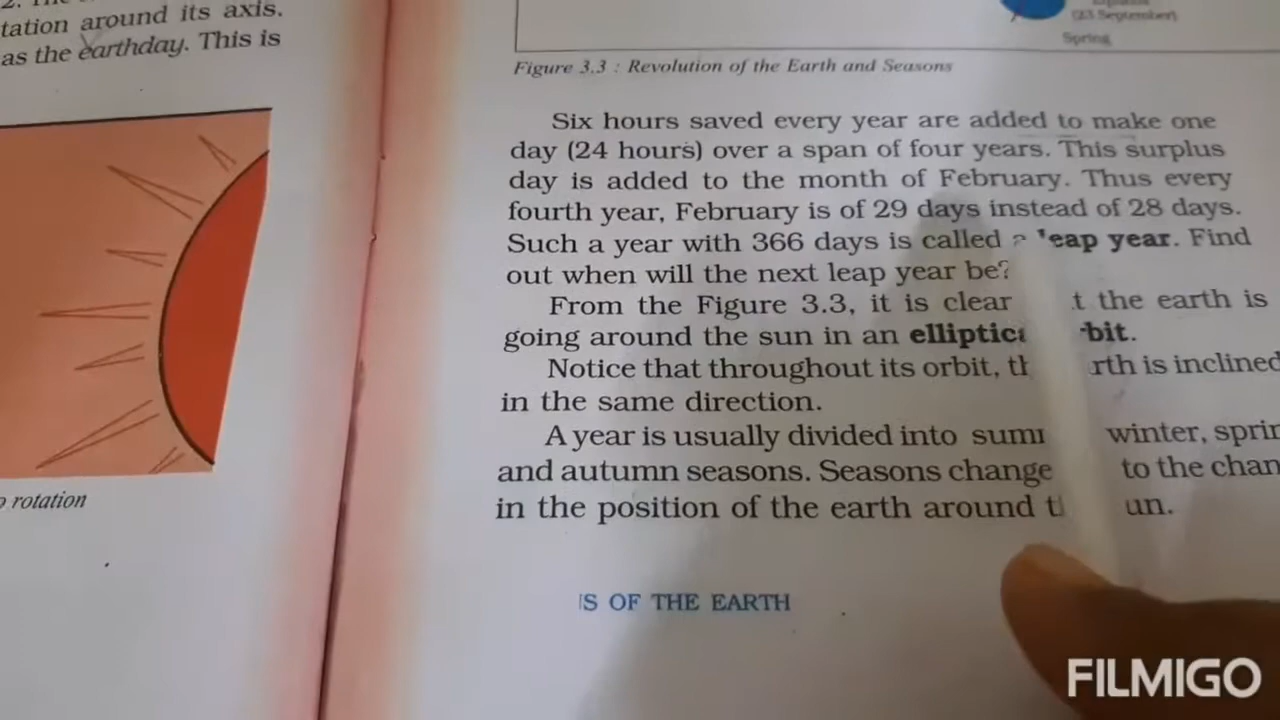 tation around its axis.
as the earthday. This is
rotation
(23 September)
Spring
Figure 3.3 : Revolution of the Earth and Seasons
Six hours saved every year are added to make one
day (24 hours) over a span of four years. This surplus
day is added to the month of February. Thus every
fourth year, February is of 29 days instead of 28 days.
Such a year with 366 days is called eap year. Find
out when will the next leap year be?
From the Figure 3.3, it is clear t the earth is
going around the sun in an elliptica bit.
Notice that throughout its orbit, th rth is inclined
in the same direction.
A year is usually divided into sum winter, sprin
and autumn seasons. Seasons change to the chan
in the position of the earth around t un.
S OF THE EARTH
FILMIGO